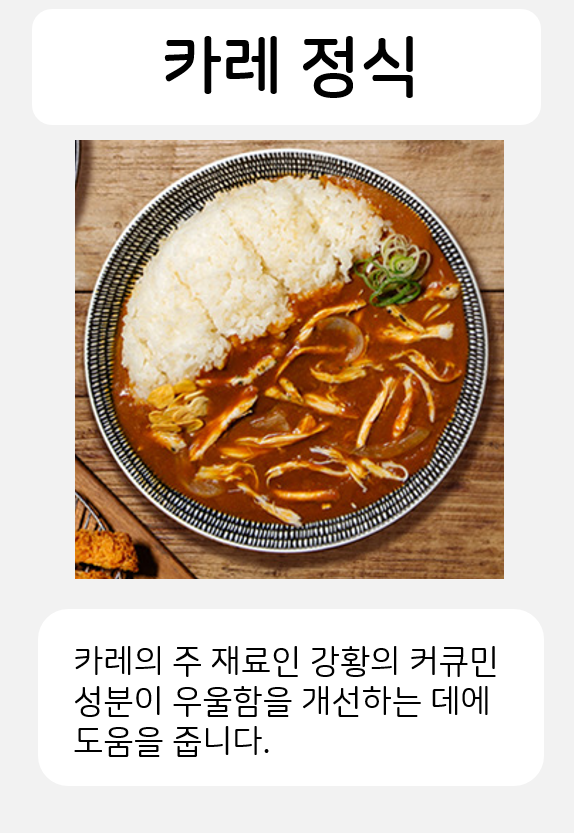 카레 정식
카레의 주 재료인 강황의 커큐민
성분이 우울함을 개선하는 데에
도움을 줍니다.